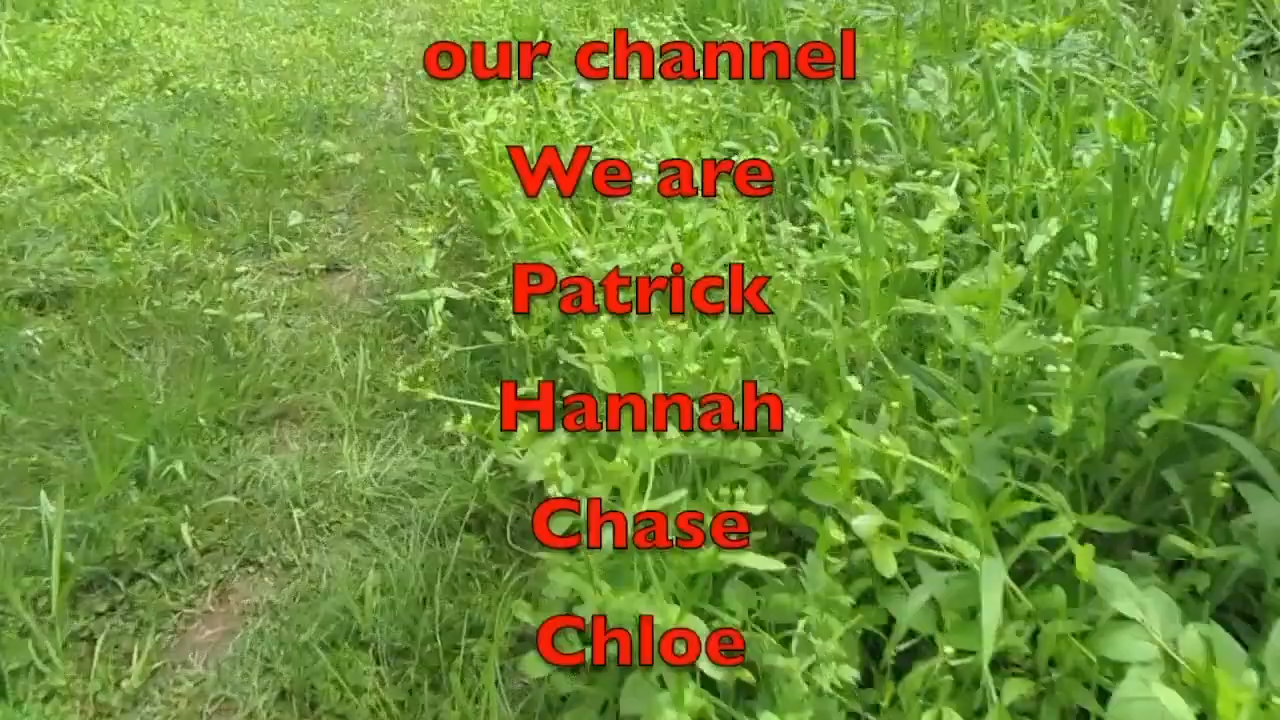 our channel
We are
Patrick
Hannah
Chase
Chloe